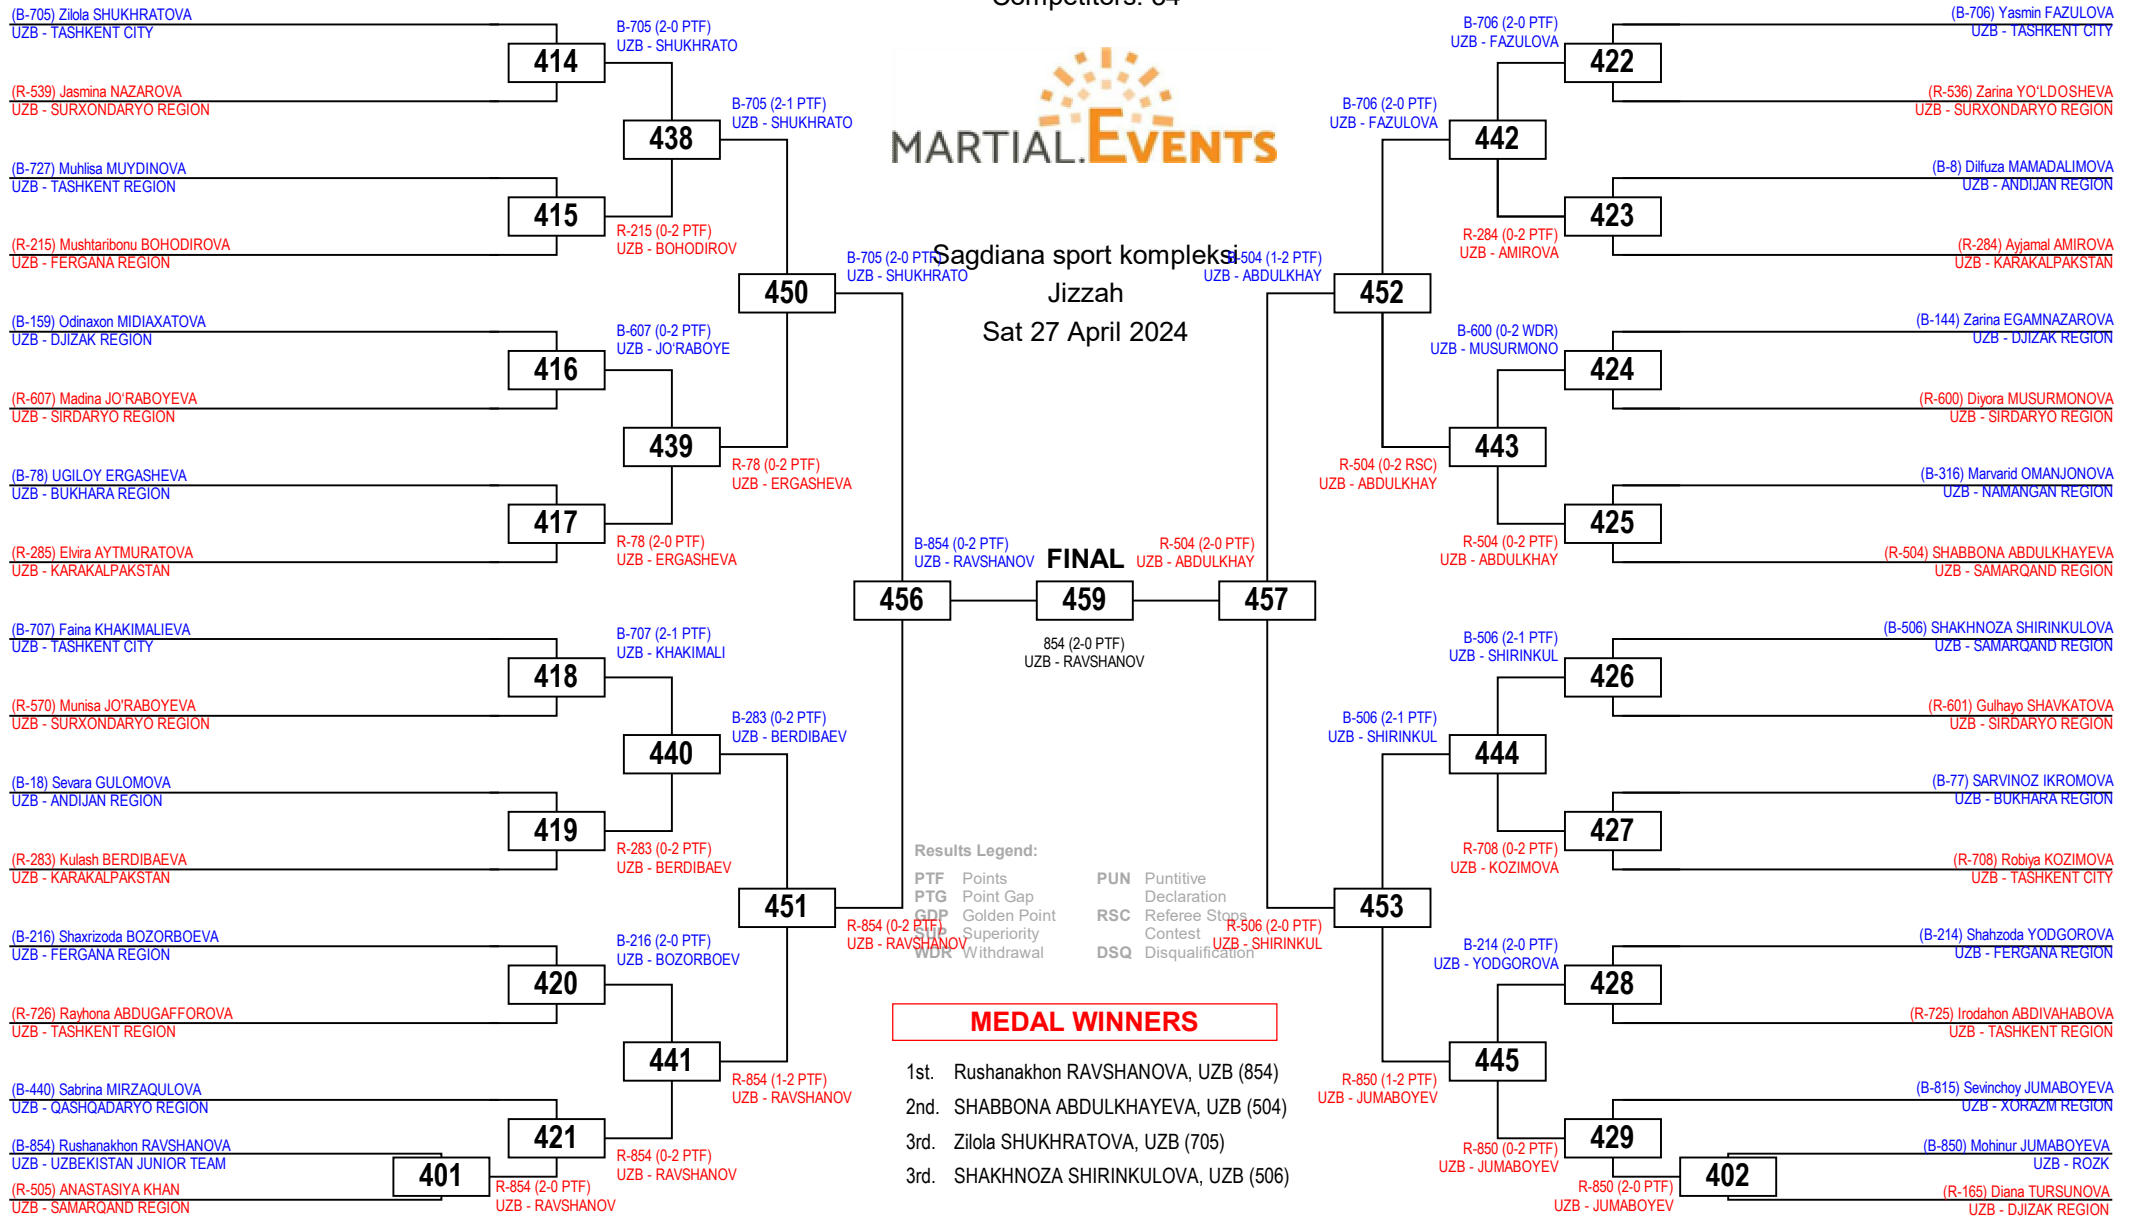 Competitors: 34
MARTIAL.EVENTS
Sagdiana sport kompleksi
Jizzah
Sat 27 April 2024
(B-705) Zilola SHUKHRATOVA
UZB - TASHKENT CITY
414
(R-539) Jasmina NAZAROVA
UZB - SURXONDARYO REGION
B-705 (2-0 PTF)
UZB - SHUKHRATO
438
B-705 (2-1 PTF)
UZB - SHUKHRATO
(B-727) Muhlisa MUYDINOVA
UZB - TASHKENT REGION
415
(R-215) Mushtaribonu BOHODIROVA
UZB - FERGANA REGION
R-215 (0-2 PTF)
UZB - BOHODIROV
450
B-705 (2-0 PTF)
UZB - SHUKHRATO
(B-159) Odinaxon MIDIAXATOVA
UZB - DJIZAK REGION
416
(R-607) Madina JO'RABOYEVA
UZB - SIRDARYO REGION
B-607 (0-2 PTF)
UZB - JO'RABOYE
439
R-78 (0-2 PTF)
UZB - ERGASHEVA
(B-78) UGILOY ERGASHEVA
UZB - BUKHARA REGION
417
(R-285) Elvira AYTMURATOVA
UZB - KARAKALPAKSTAN
R-78 (2-0 PTF)
UZB - ERGASHEVA
456
B-854 (0-2 PTF)
UZB - RAVSHANOV
(B-707) Faina KHAKIMALIEVA
UZB - TASHKENT CITY
418
(R-570) Munisa JO'RABOYEVA
UZB - SURXONDARYO REGION
B-707 (2-1 PTF)
UZB - KHAKIMALI
440
B-283 (0-2 PTF)
UZB - BERDIBAEV
(B-18) Sevara GULOMOVA
UZB - ANDIJAN REGION
419
(R-283) Kulash BERDIBAEVA
UZB - KARAKALPAKSTAN
R-283 (0-2 PTF)
UZB - BERDIBAEV
451
R-854 (0-2 PTF)
UZB - RAVSHANOV
(B-216) Shaxrizoda BOZORBOEVA
UZB - FERGANA REGION
420
(R-726) Rayhona ABDUGAFFOROVA
UZB - TASHKENT REGION
B-216 (2-0 PTF)
UZB - BOZORBOEV
441
R-854 (1-2 PTF)
UZB - RAVSHANOV
(B-440) Sabrina MIRZAQULOVA
UZB - QASHQADARYO REGION
421
(B-854) Rushanakhon RAVSHANOVA
UZB - UZBEKISTAN JUNIOR TEAM
401
(R-505) ANASTASIYA KHAN
UZB - SAMARQAND REGION
R-854 (2-0 PTF)
UZB - RAVSHANOV
R-854 (0-2 PTF)
UZB - RAVSHANOV
FINAL
459
854 (2-0 PTF)
UZB - RAVSHANOV
R-504 (2-0 PTF)
UZB - ABDULKHAY
457
B-504 (1-2 PTF)
UZB - ABDULKHAY
452
B-706 (2-0 PTF)
UZB - FAZULOVA
442
B-706 (2-0 PTF)
UZB - FAZULOVA
422
(B-706) Yasmin FAZULOVA
UZB - TASHKENT CITY
(R-536) Zarina YO'LDOSHEVA
UZB - SURXONDARYO REGION
R-284 (0-2 PTF)
UZB - AMIROVA
423
(B-8) Dilfuza MAMADALIMOVA
UZB - ANDIJAN REGION
(R-284) Ayjamal AMIROVA
UZB - KARAKALPAKSTAN
R-504 (0-2 RSC)
UZB - ABDULKHAY
443
B-600 (0-2 WDR)
UZB - MUSURMONO
424
(B-144) Zarina EGAMNAZAROVA
UZB - DJIZAK REGION
(R-600) Diyora MUSURMONOVA
UZB - SIRDARYO REGION
R-504 (0-2 PTF)
UZB - ABDULKHAY
425
(B-316) Marvarid OMANJONOVA
UZB - NAMANGAN REGION
(R-504) SHABBONA ABDULKHAYEVA
UZB - SAMARQAND REGION
R-506 (2-0 PTF)
UZB - SHIRINKUL
453
B-506 (2-1 PTF)
UZB - SHIRINKUL
444
B-506 (2-1 PTF)
UZB - SHIRINKUL
426
(B-506) SHAKHNOZA SHIRINKULOVA
UZB - SAMARQAND REGION
(R-601) Gulhayo SHAVKATOVA
UZB - SIRDARYO REGION
R-708 (0-2 PTF)
UZB - KOZIMOVA
427
(B-77) SARVINOZ IKROMOVA
UZB - BUKHARA REGION
(R-708) Robiya KOZIMOVA
UZB - TASHKENT CITY
R-850 (1-2 PTF)
UZB - JUMABOYEV
445
B-214 (2-0 PTF)
UZB - YODGOROVA
428
(B-214) Shahzoda YODGOROVA
UZB - FERGANA REGION
(R-725) Irodahon ABDIVAHABOVA
UZB - TASHKENT REGION
R-850 (0-2 PTF)
UZB - JUMABOYEV
429
(B-815) Sevinchoy JUMABOYEVA
UZB - XORAZM REGION
R-850 (2-0 PTF)
UZB - JUMABOYEV
402
(B-850) Mohinur JUMABOYEVA
UZB - ROZK
(R-165) Diana TURSUNOVA
UZB - DJIZAK REGION
Results Legend:
PTF Points
PTG Point Gap
GDP Golden Point
SUP Superiority
WDR Withdrawal
PUN Puntitive
Declaration
RSC Referee Stops
Contest
DSQ Disqualification
MEDAL WINNERS
1st. Rushanakhon RAVSHANOVA, UZB (854)
2nd. SHABBONA ABDULKHAYEVA, UZB (504)
3rd. Zilola SHUKHRATOVA, UZB (705)
3rd. SHAKHNOZA SHIRINKULOVA, UZB (506)